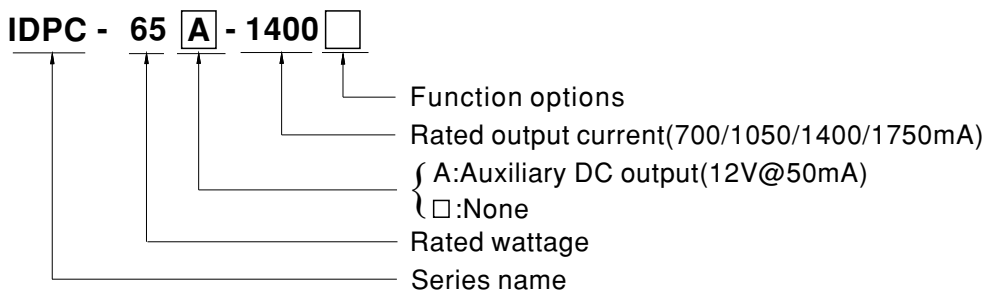 IDPC - 65 A - 1400
Function options
Rated output current(700/1050/1400/1750mA)
A:Auxiliary DC output(12V@50mA)
□:None
Rated wattage
Series name